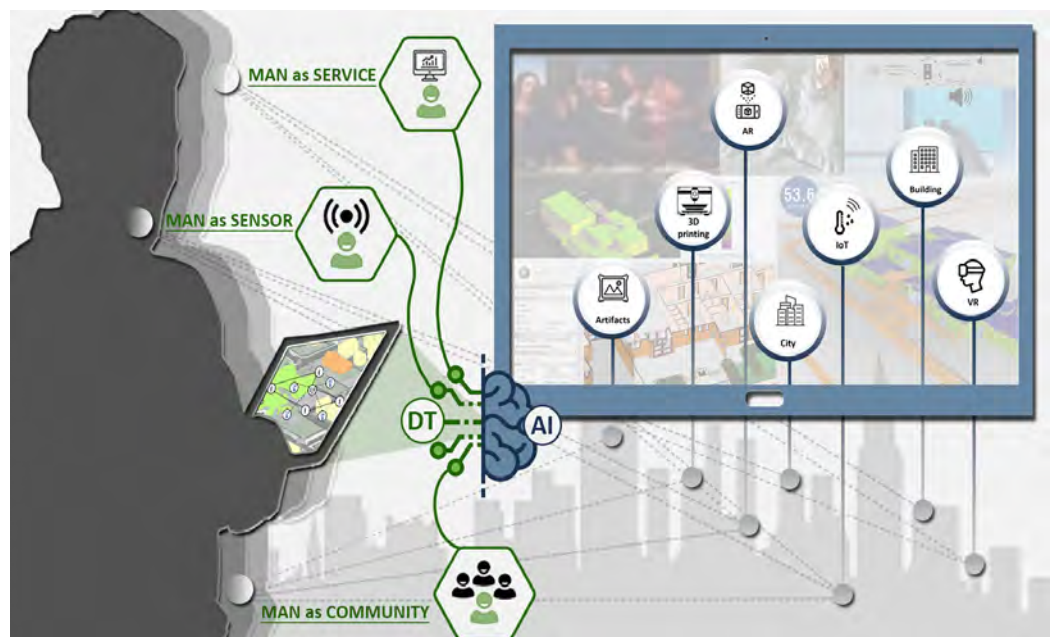 MAN as SERVICE
MAN as SENSOR
MAN as COMMUNITY
DT
AI
AR
3D
printing
Artifacts
City
IoT
Building
VR
53.6